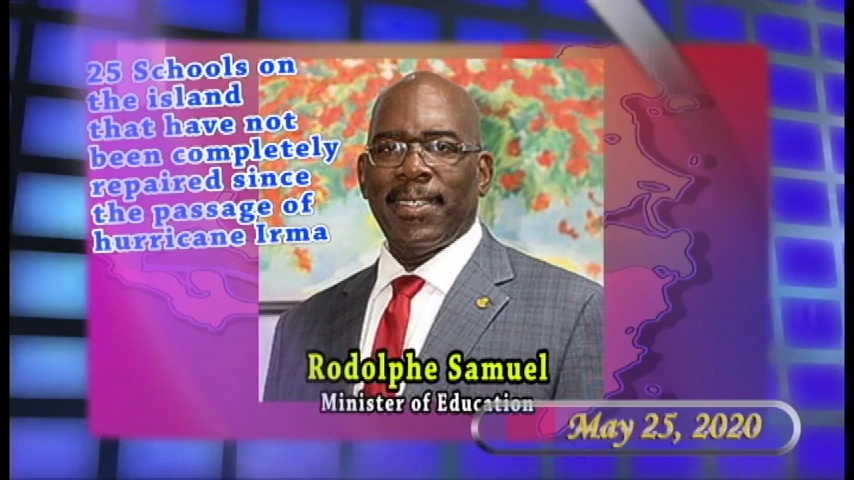 25 Schools on
the island
that have not
been completely
repaired since
the passage of
hurricane Irma
Rodolphe Samuel
Minister of Education
May 25, 2020